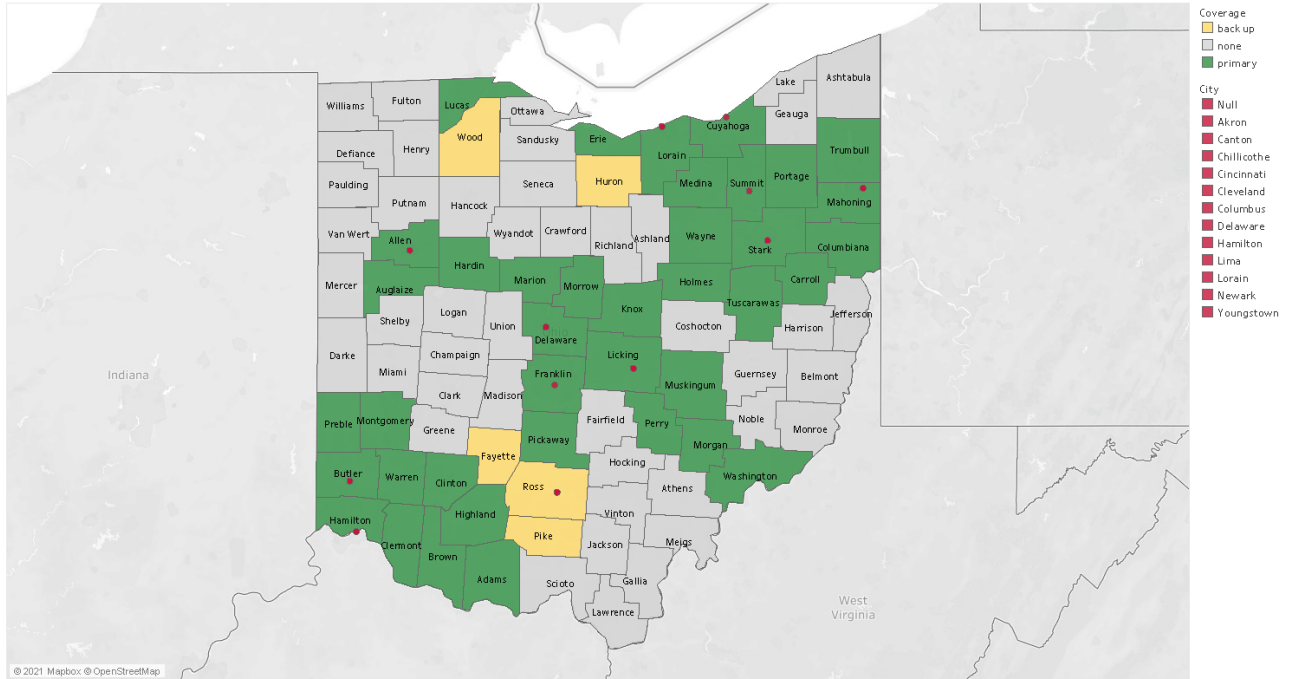 Coverage
back up
none
primary
City
Null
Akron
Canton
Chillicothe
Cincinnati
Cleveland
Columbus
Delaware
Hamilton
Lima
Lorain
Newark
Youngstown
Williams
Fulton
Lucas
Ottawa
Lake
Ashtabula
Geauga
Cuyahoga
Wood
Sandusky
Erie
Defiance
Henry
Lorain
Trumbull
Paulding
Seneca
Huron
Medina
Summit
Portage
Putnam
Hancock
Mahoning
Van Wert
Allen
Wyandot
Crawford
Richland
Ashland
Wayne
Stark
Columbiana
Hardin
Marion
Morrow
Holmes
Carroll
Mercer
Auglaize
Tuscarawas
Knox
Jefferson
Shelby
Logan
Union
Ohio
Delaware
Coshocton
Harrison
Darke
Champaign
Licking
Indiana
Miami
Franklin
Muskingum
Guernsey
Belmont
Clark
Madison
Preble
Montgomery
Greene
Fairfield
Perry
Noble
Monroe
Pickaway
Morgan
Fayette
Hocking
Butler
Warren
Clinton
Ross
Athens
Washington
Hamilton
Highland
Vinton
Clermont
Brown
Pike
Jackson
Meigs
Adams
Scioto
Gallia
Lawrence
West
Virginia
© 2021 Mapbox © OpenStreetMap